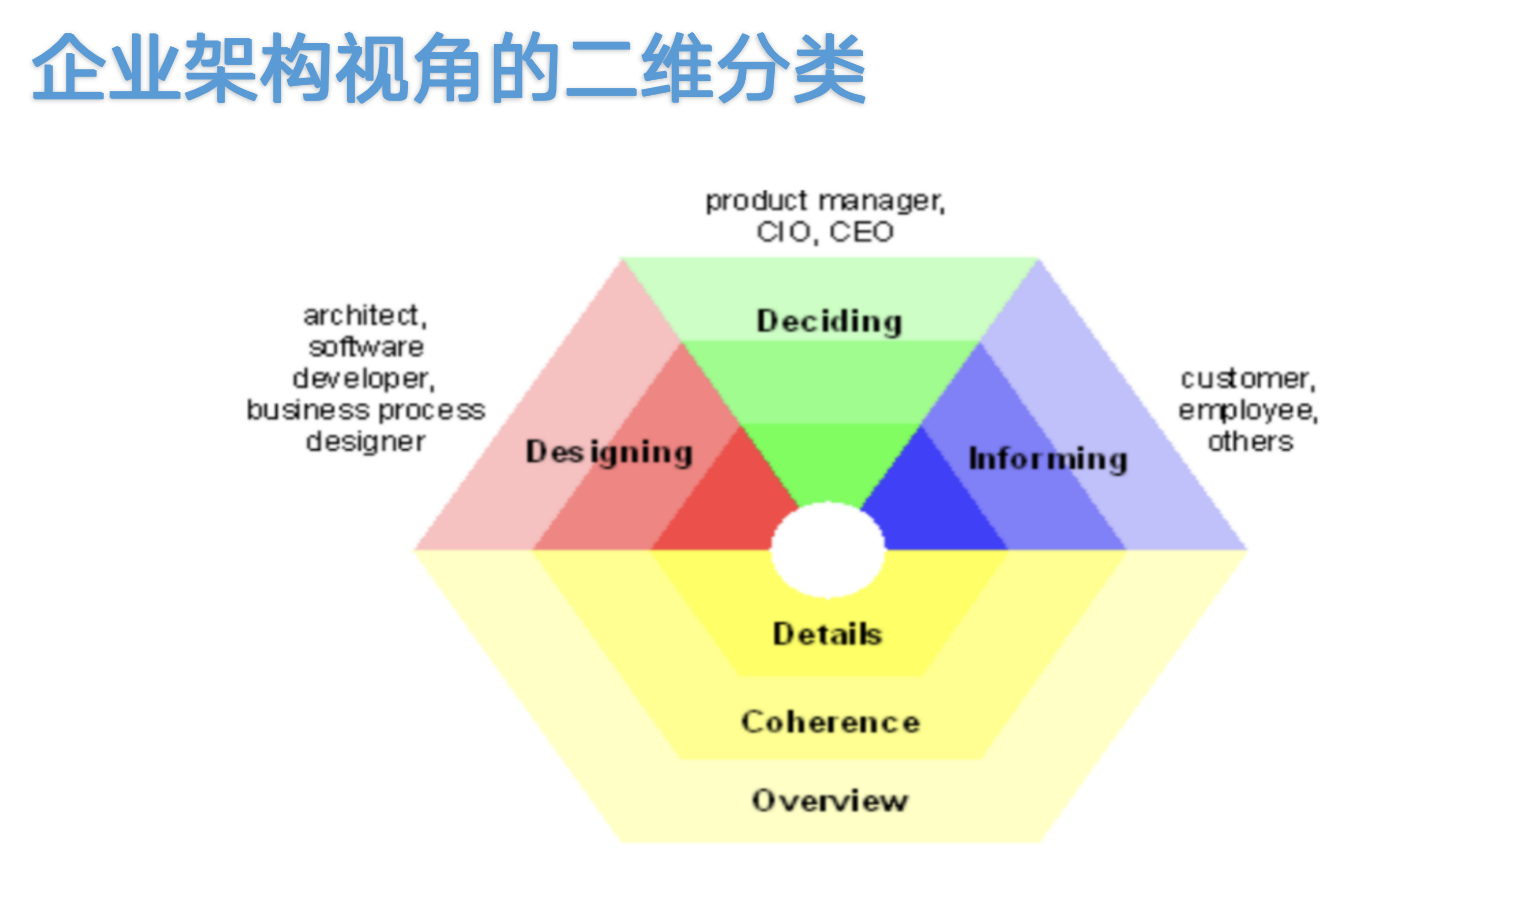 企业架构视角的二维分类
product manager,
CIO, CEO
Deciding
architect,
software
developer,
business process
designer
Designing
customer,
employee,
others
Informing
Details
Coherence
Overview